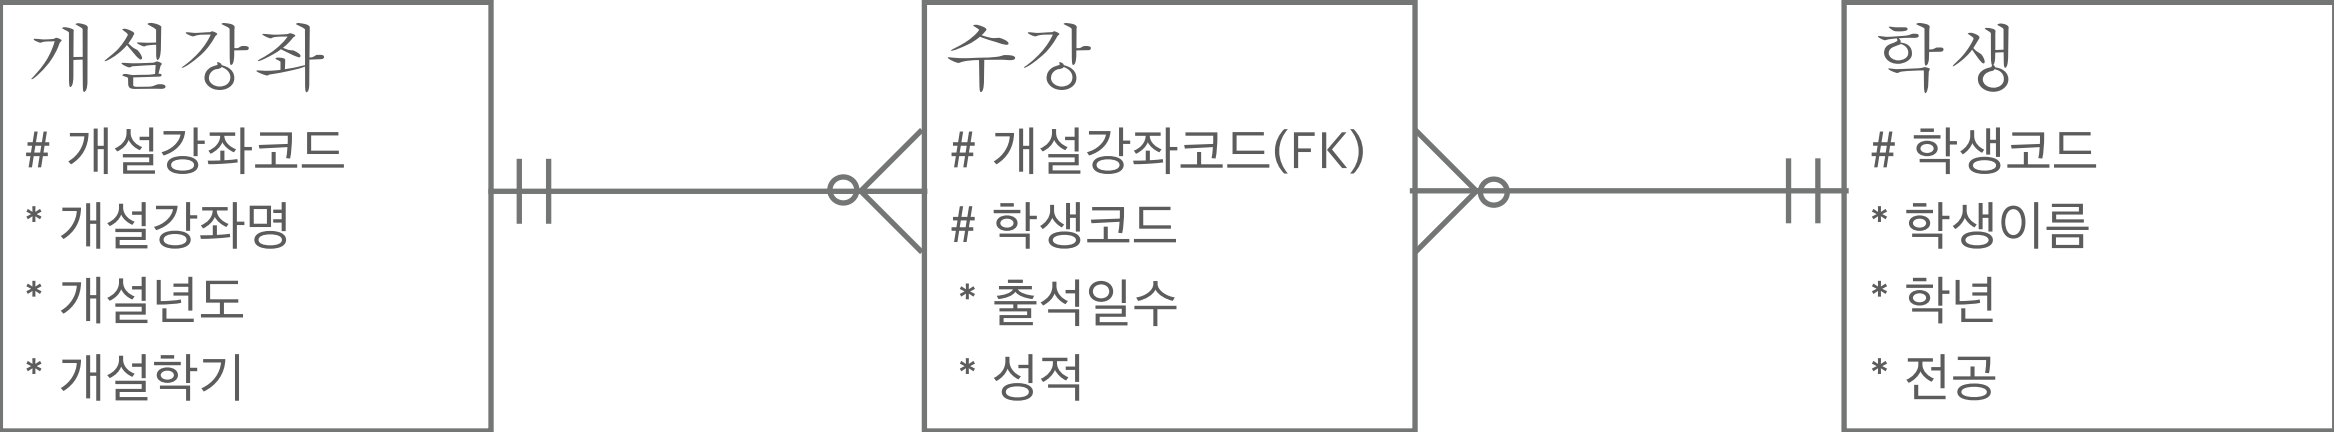 개설강좌
# 개설강좌코드
* 개설강좌명
* 개설년도
* 개설학기
수강
# 개설강좌코드(FK)
# 학생코드
* 출석일수
* 성적
학생
# 학생코드
* 학생이름
* 학년
* 전공